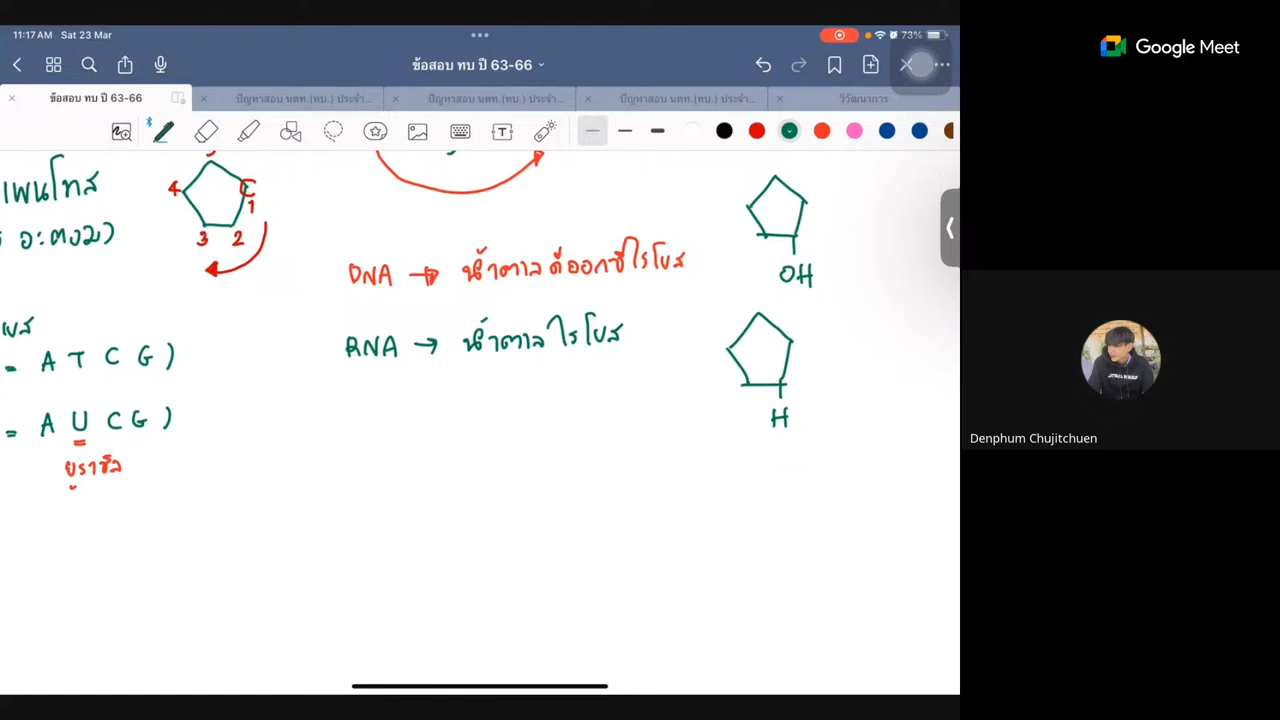 11:17 AM Sat 23 Mar
73%
ข้อสอบ ทบ ปี 63-66
ข้อสอบ ทบ ปี 63-66
ปัญหาสอบ นดท.(ทบ.) ประจำ...
ปัญหาสอบ นดท.(ทบ.) ประจำ...
ปัญหาสอบ นดท.(ทบ.) ประจำ...
วิวัฒนาการ
Google Meet
Denphum Chujitchuen
เพนโทส
อะตอม)
4
C
1
3 2
DNA → น้ำตาลดีออกซีไรโบส
RNA → น้ำตาลไรโบส
OH
H
เบส
= A T C G )
= A U C G )
ยูราซิล